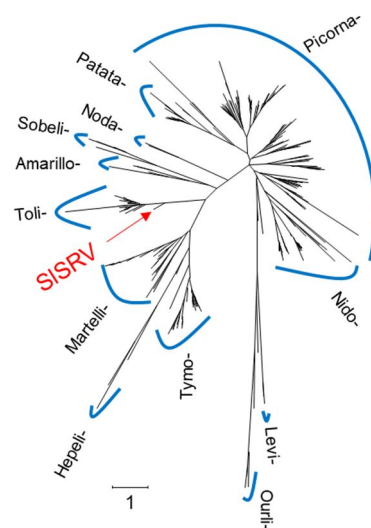 Picorna-
Patata-
Noda-
Sobeli-
Amarillo-
Toli-
SISRV
Martelli-
Nido-
Tymo-
Hepeli-
Levi-
Ourli-
1